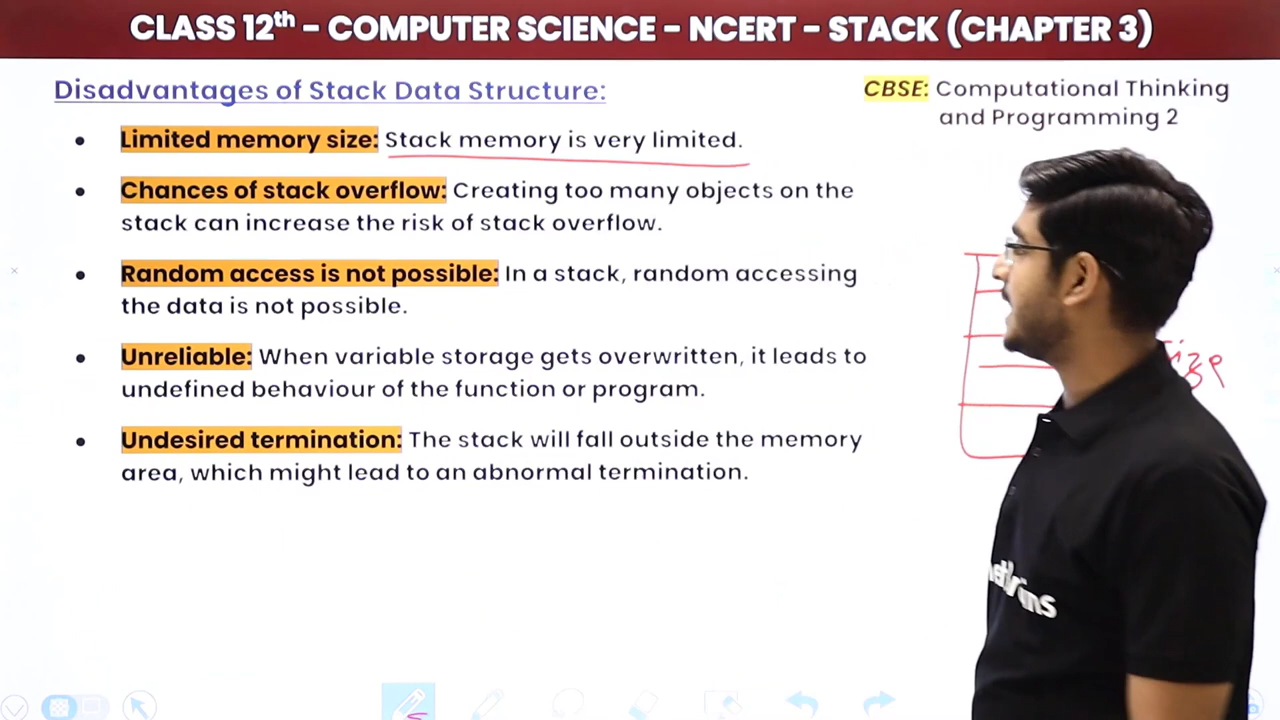 CLASS 12th - COMPUTER SCIENCE - NCERT - STACK (CHAPTER 3)
Disadvantages of Stack Data Structure:
CBSE: Computational Thinking
and Programming 2
• Limited memory size: Stack memory is very limited.
• Chances of stack overflow: Creating too many objects on the
stack can increase the risk of stack overflow.
• Random access is not possible: In a stack, random accessing
the data is not possible.
• Unreliable: When variable storage gets overwritten, it leads to
undefined behaviour of the function or program.
• Undesired termination: The stack will fall outside the memory
area, which might lead to an abnormal termination.